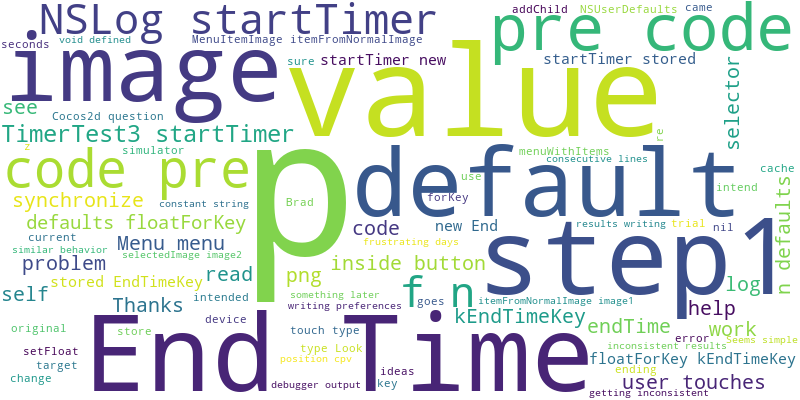 NSLog startTimer
addChild
NSUserDefaults
came
pre code
void defined
MenuItemImage itemFromNormalImage
seconds
image
sure
startTimer new
startTimer stored
value
selector
see
Cocos2d question
TimerTest3 startTimer
re
z
simulator
menuWithItems
consecutive lines
cache
code pre
p
default
use
intend
synchronize
constant string
Brad
forKey
defaults floatForKey
code
new End
results writing
trial
nil
n defaults
current
Menu menu
frustrating days
step1
similar behavior
selectedImage image2
problem
inside button
stored EndTimeKey
read
png
f n
log
self
intended
something later
goes
itemFromNormalImage image1
Thanks
writing preferences
kEndTimeKey
help
original
store
device
End Time
touch type
endTime
work
setFloat
type Look
error
Seems simple
inconsistent results
target
position cpv
ideas
floatForKey kEndTimeKey
change
debugger output
key
ending
user touches
getting inconsistent